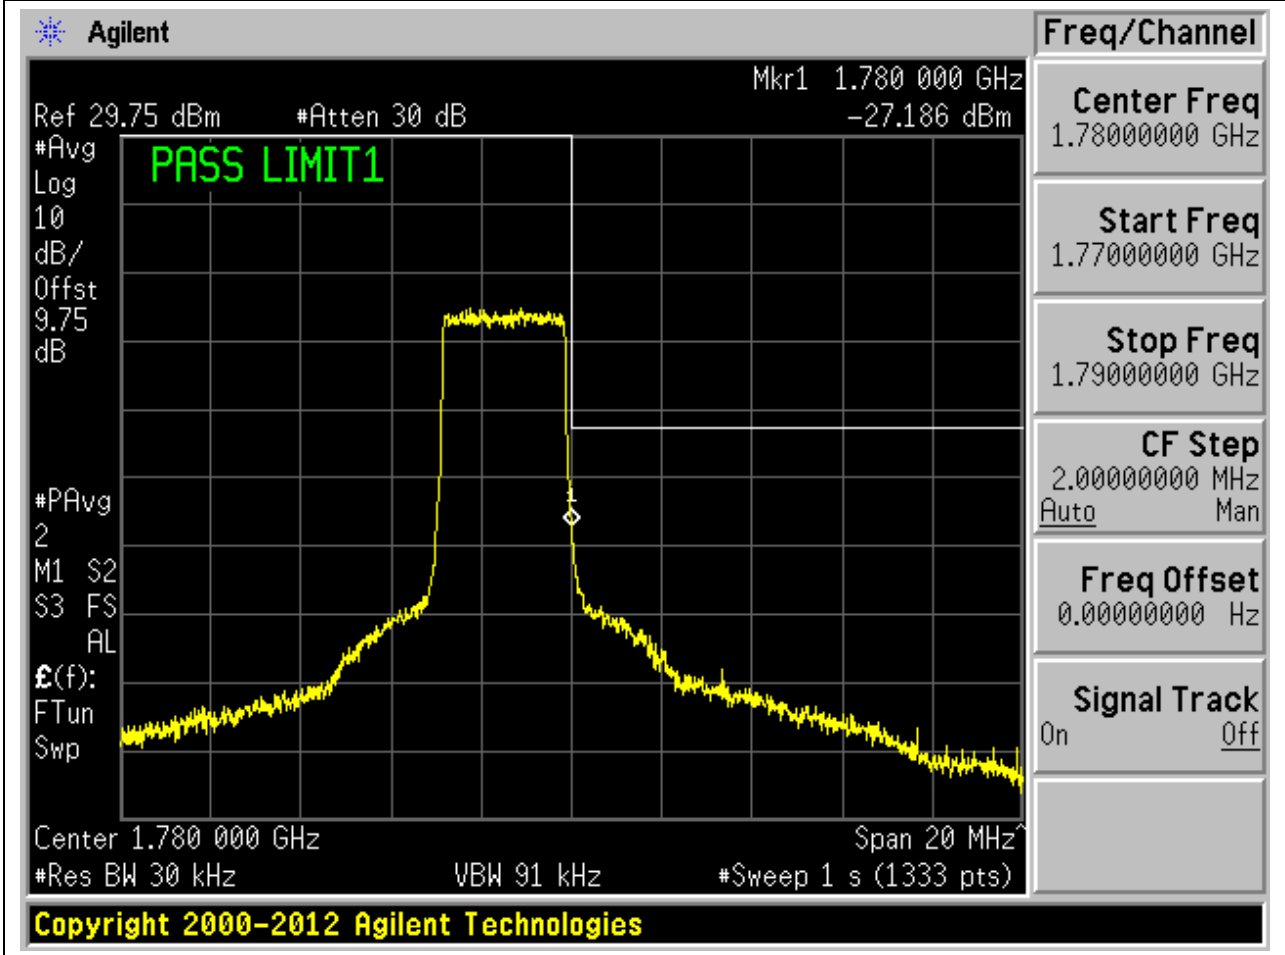 Agilent
Freq/Channel
Mkr1 1.780 000 GHz
Ref 29.75 dBm #Atten 30 dB -27.186 dBm
#Avg
Log
10
dB/
Offst
9.75
dB
PASS LIMIT1
1
#PAvg
2
M1 S2
S3 FS
AL
£(f):
FTun
Swp
Center 1.780 000 GHz Span 20 MHz^
#Res BW 30 kHz VBW 91 kHz #Sweep 1 s (1333 pts)
Center Freq
1.78000000 GHz
Start Freq
1.77000000 GHz
Stop Freq
1.79000000 GHz
CF Step
2.00000000 MHz
Auto Man
Freq Offset
0.00000000 Hz
Signal Track
On Off
Copyright 2000-2012 Agilent Technologies